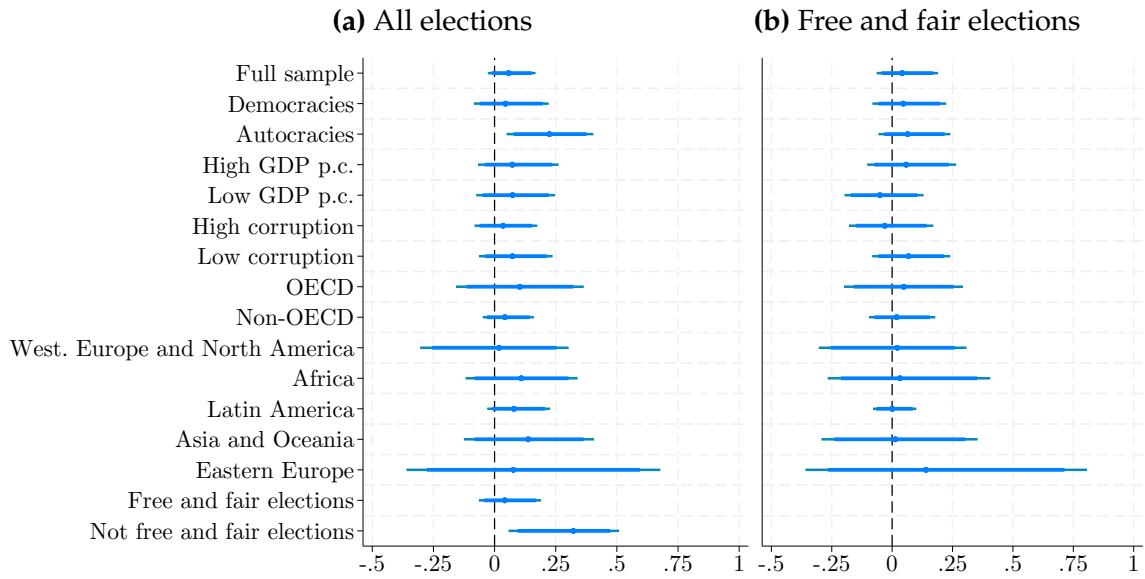 (a) All elections
(b) Free and fair elections
Full sample
Democracies
Autocracies
High GDP p.c.
Low GDP p.c.
High corruption
Low corruption
OECD
Non-OECD
West. Europe and North America
Africa
Latin America
Asia and Oceania
Eastern Europe
Free and fair elections
Not free and fair elections
-.5 -.25 0 .25 .5 .75 1
-.5 -.25 0 .25 .5 .75 1